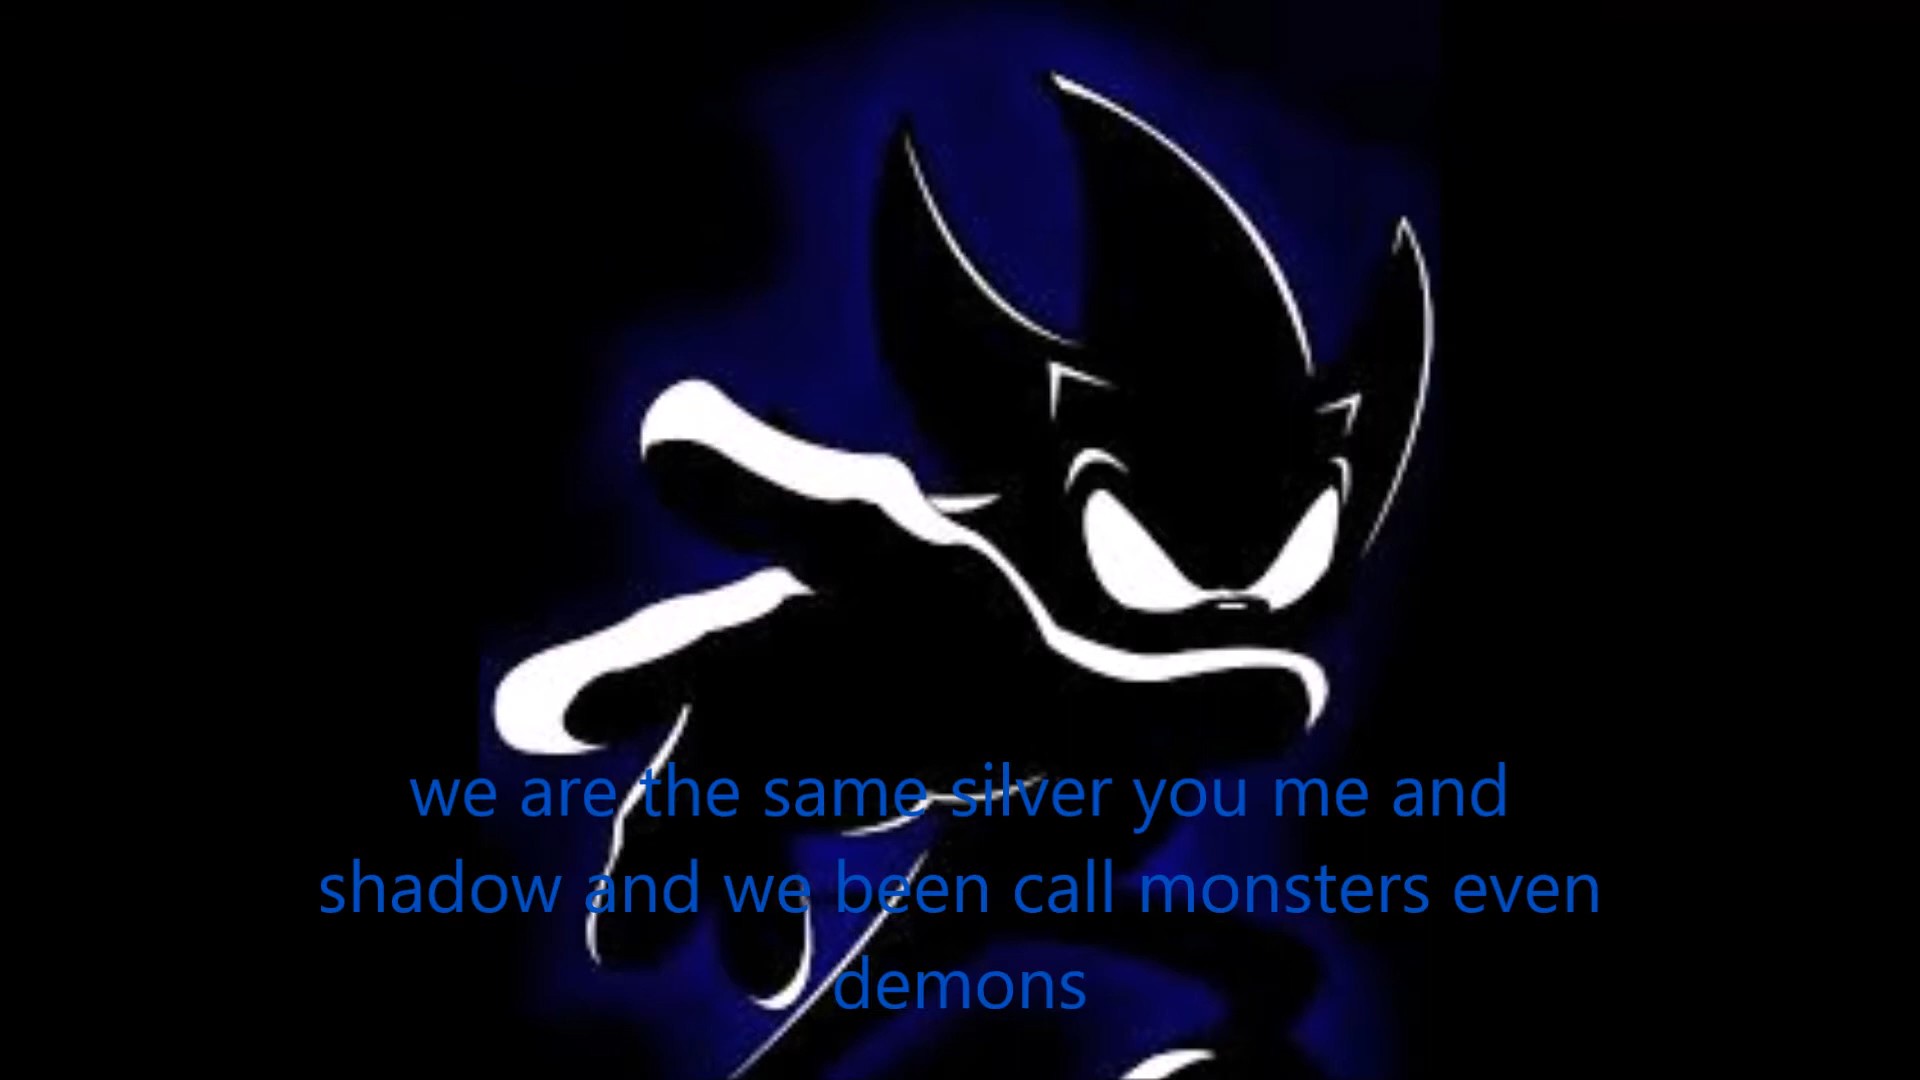 we are the same silver you me and
shadow and we been call monsters even
demons